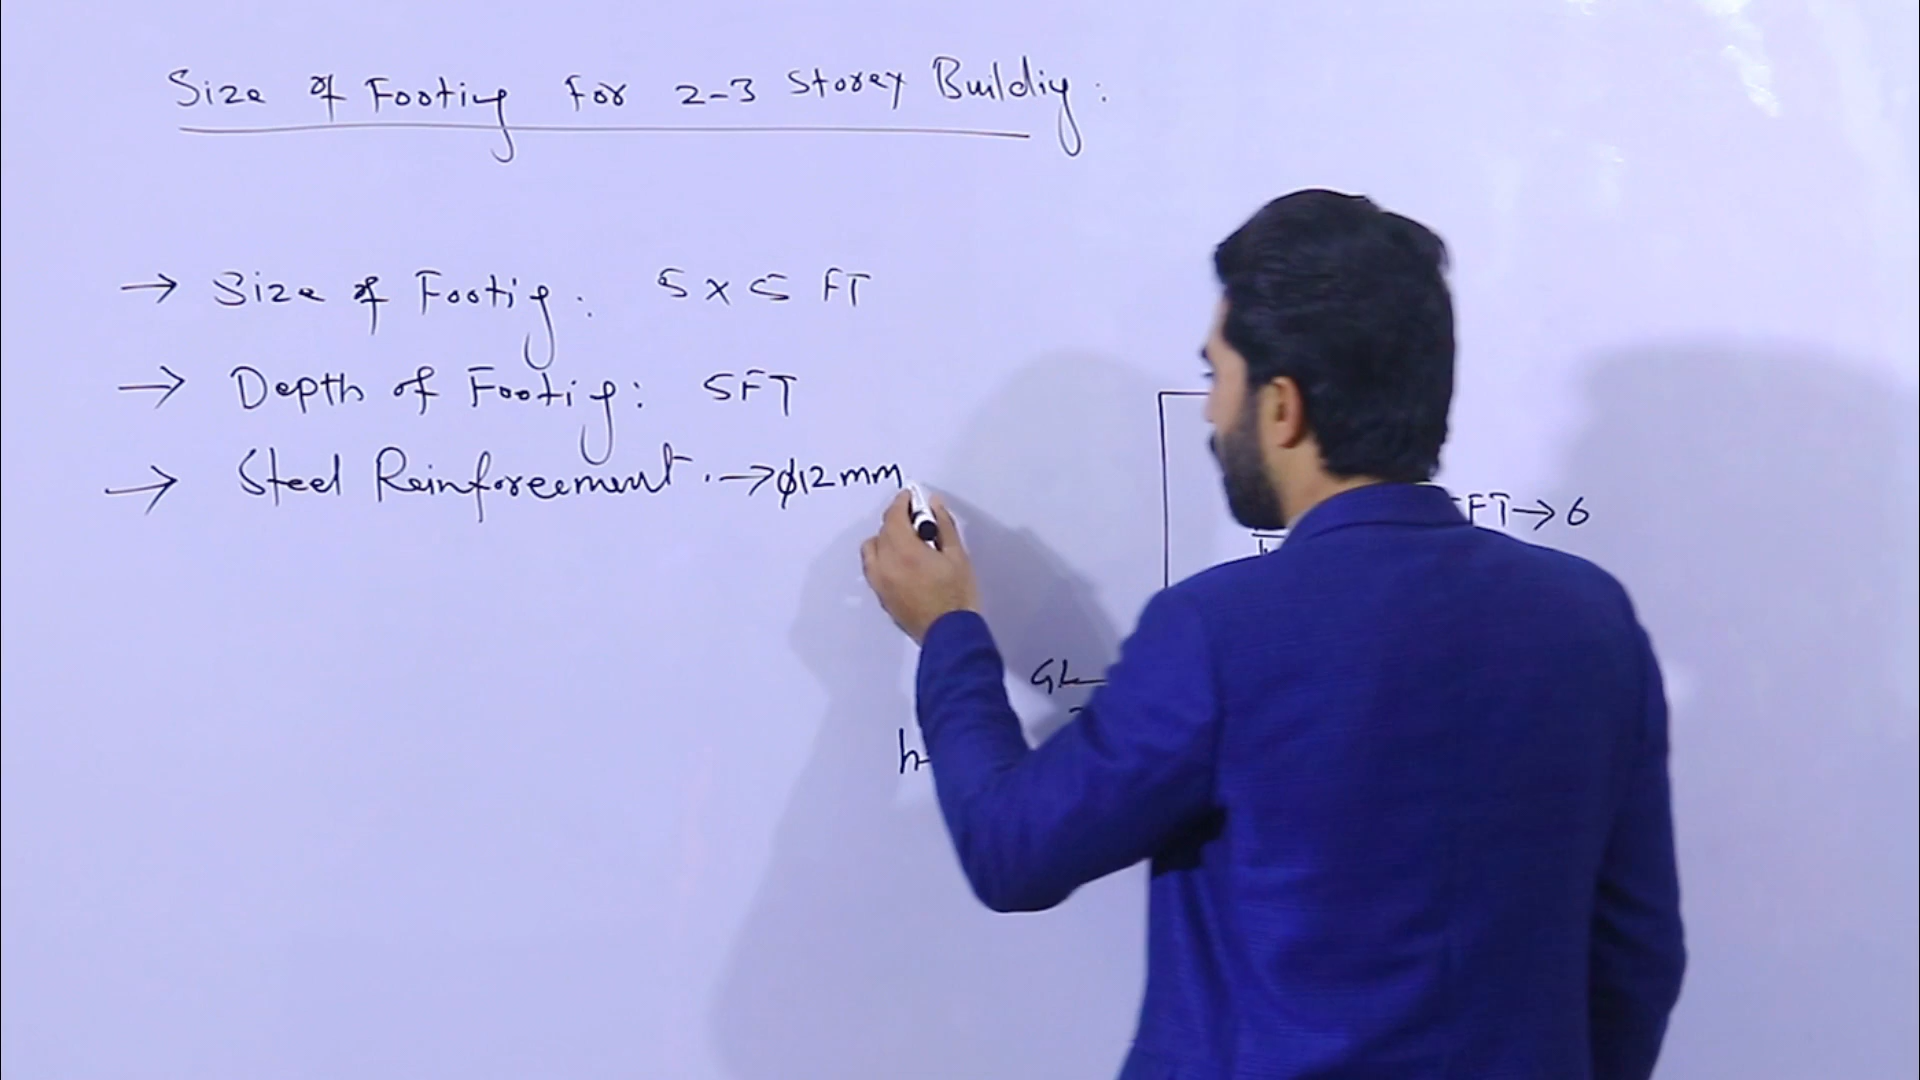 Size of Footing For 2-3 Storey Building:
→ Size of Footing: 5 x 5 FT
→ Depth of Footing: 5FT
→ Steel Reinforcement: → ϕ12mm
FT → 6
GL
h